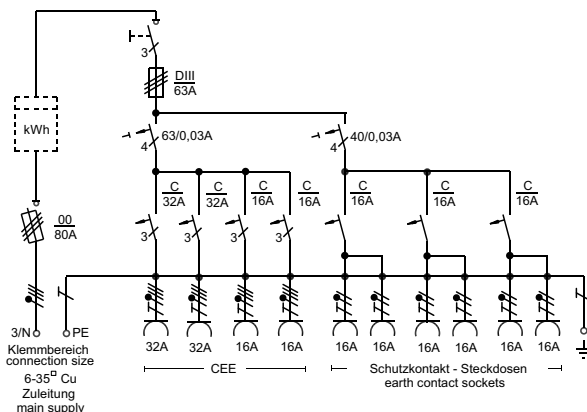 3
DIII
63A
kWh
63/0,03A
4
40/0,03A
4
C
32A
C
32A
C
16A
C
16A
C
16A
C
16A
C
16A
3
3
3
3
00
80A
3/N
PE
32A
32A
16A
16A
16A
16A
16A
16A
16A
16A
Klemmbereich
connection size
6-35□ Cu
Zuleitung
main supply
CEE
Schutzkontakt - Steckdosen
earth contact sockets